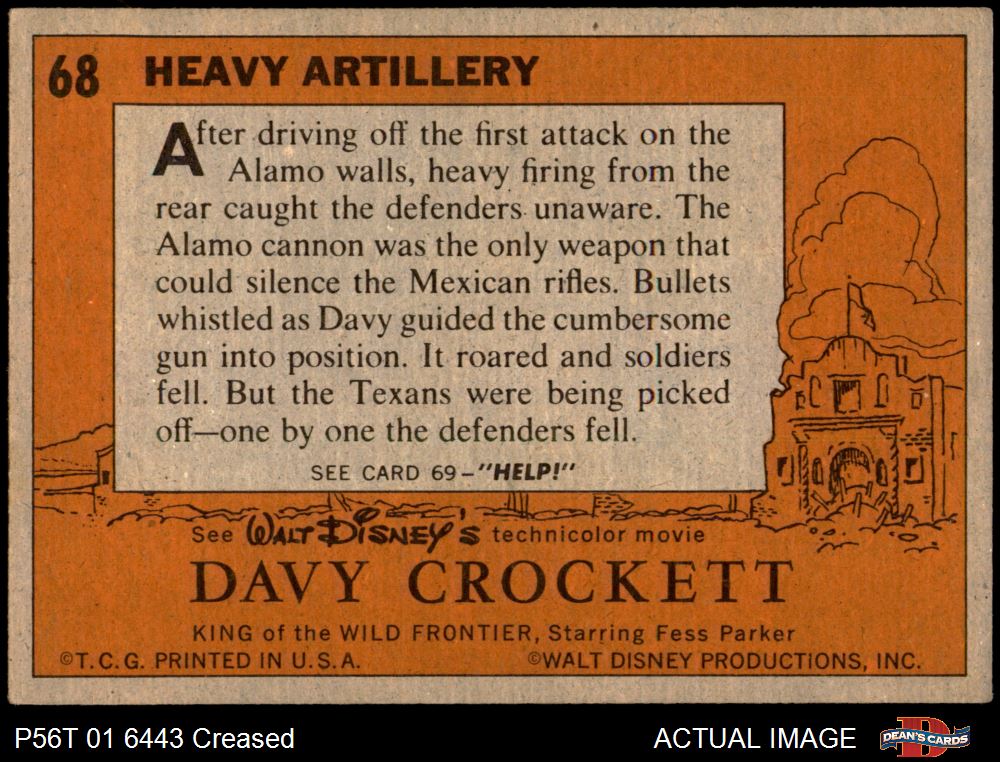 68 HEAVY ARTILLERY
After driving off the first attack on the
Alamo walls, heavy firing from the
rear caught the defenders unaware. The
Alamo cannon was the only weapon that
could silence the Mexican rifles. Bullets
whistled as Davy guided the cumbersome
gun into position. It roared and soldiers
fell. But the Texans were being picked
off—one by one the defenders fell.
SEE CARD 69–"HELP!"
See WALT DISNEY'S technicolor movie
DAVY CROCKETT
KING of the WILD FRONTIER, Starring Fess Parker
©T.C.G. PRINTED IN U.S.A. ©WALT DISNEY PRODUCTIONS, INC.
P56T 01 6443 Creased ACTUAL IMAGE D DEAN'S CARDS